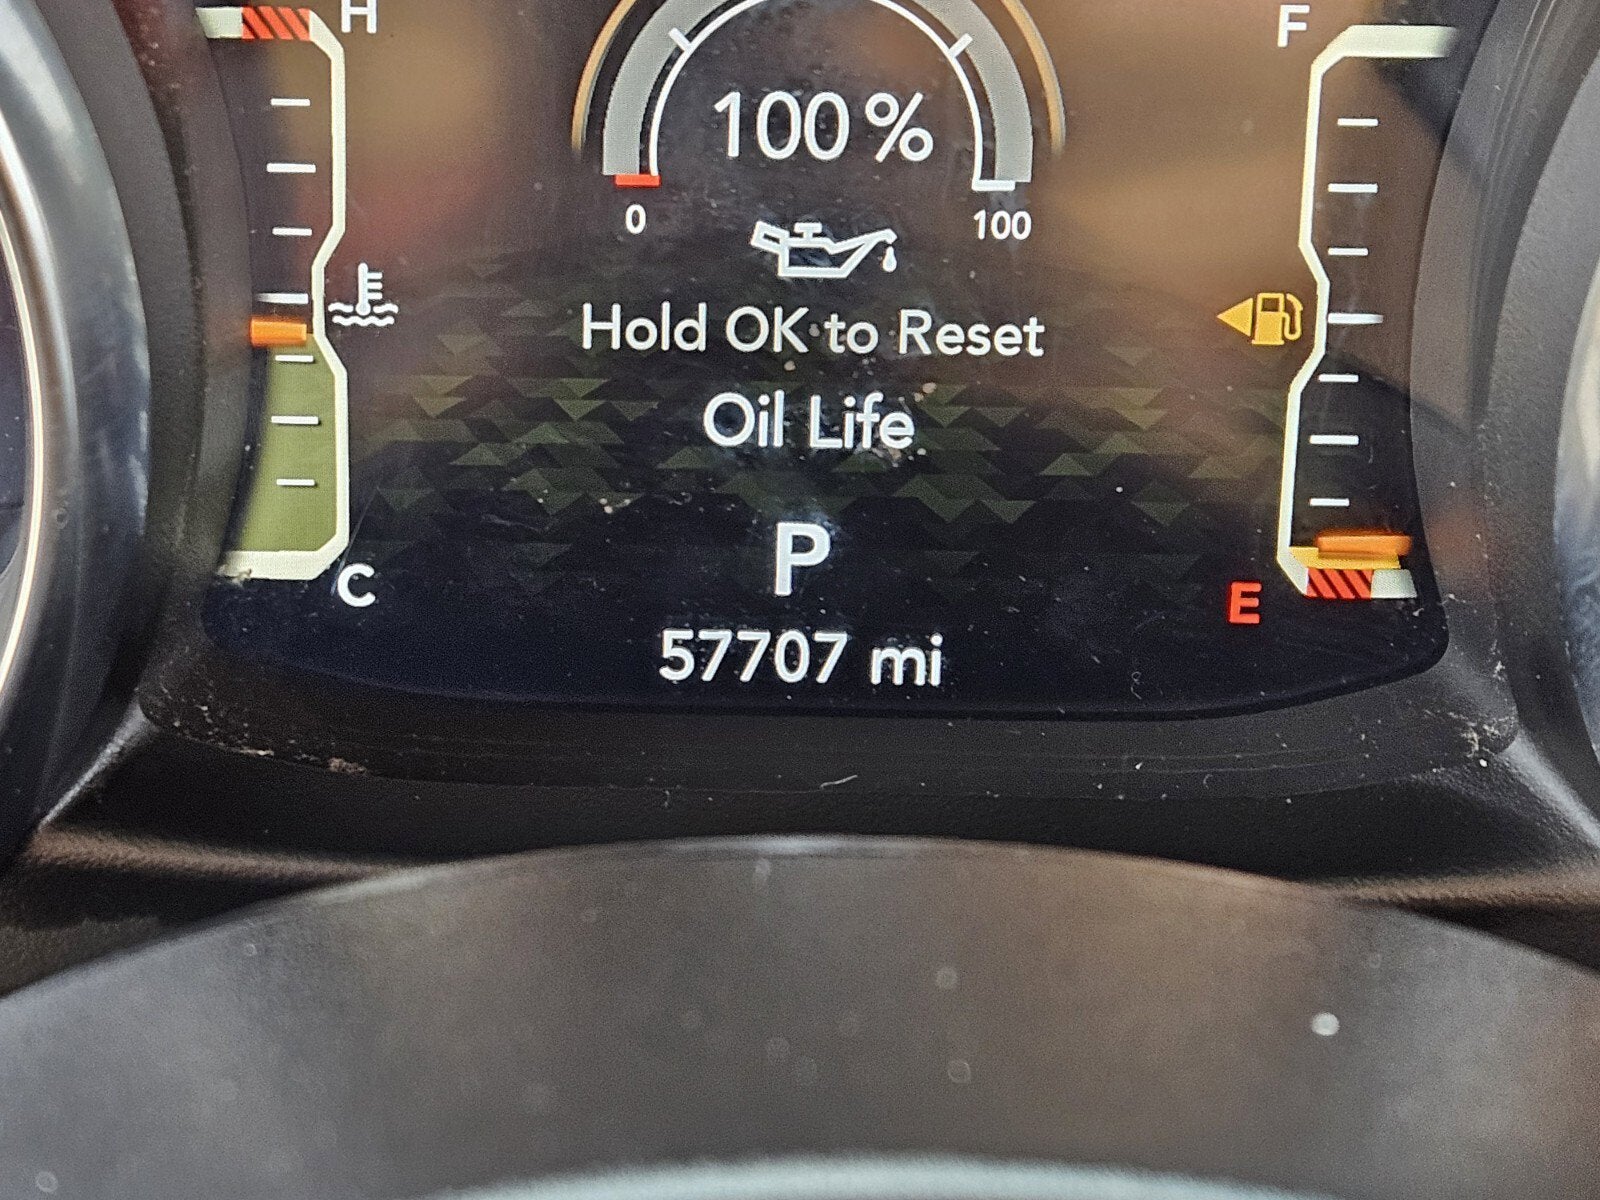 H
F
100 %
0
100
Hold OK to Reset
Oil Life
P
C
E
57707 mi